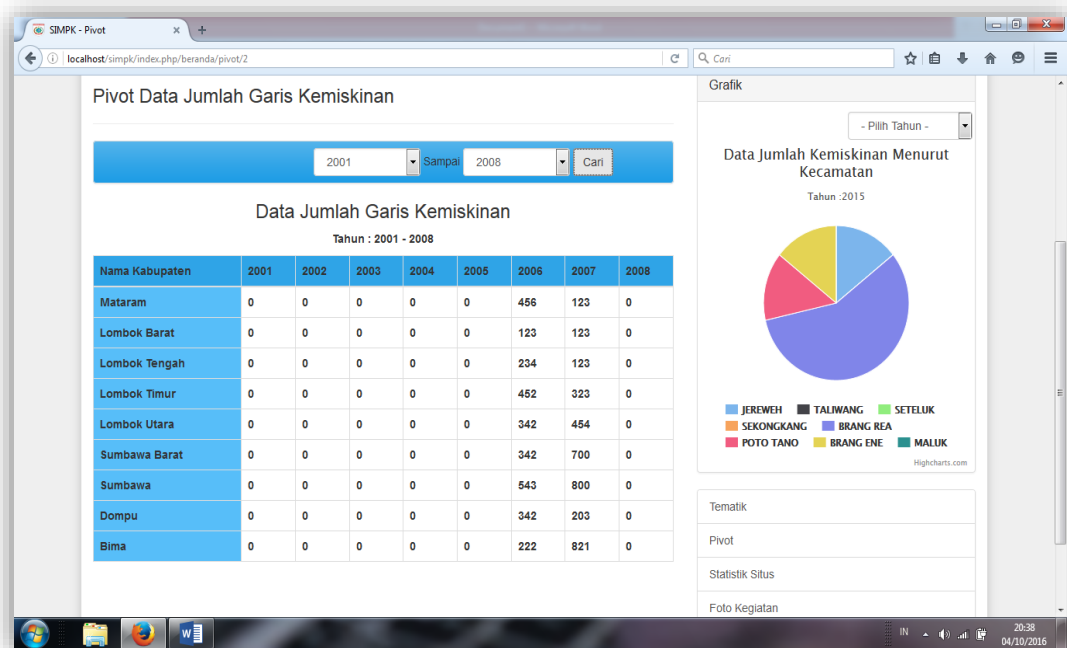 SIMPK - Pivot
localhost/simpk/index.php/beranda/pivot/2
Cari
Pivot Data Jumlah Garis Kemiskinan
2001 Sampai 2008 Cari
Data Jumlah Garis Kemiskinan
Tahun : 2001 - 2008
Nama Kabupaten 2001 2002 2003 2004 2005 2006 2007 2008
Mataram 0 0 0 0 0 456 123 0
Lombok Barat 0 0 0 0 0 123 123 0
Lombok Tengah 0 0 0 0 0 234 123 0
Lombok Timur 0 0 0 0 0 452 323 0
Lombok Utara 0 0 0 0 0 342 454 0
Sumbawa Barat 0 0 0 0 0 342 700 0
Sumbawa 0 0 0 0 0 543 800 0
Dompu 0 0 0 0 0 342 203 0
Bima 0 0 0 0 0 222 821 0
Grafik
- Pilih Tahun -
Data Jumlah Kemiskinan Menurut
Kecamatan
Tahun :2015
JEREWEH TALIWANG SETELUK
SEKONGKANG BRANG REA
POTO TANO BRANG ENE MALUK
Highcharts.com
Tematik
Pivot
Statistik Situs
Foto Kegiatan
IN
20:38
04/10/2016